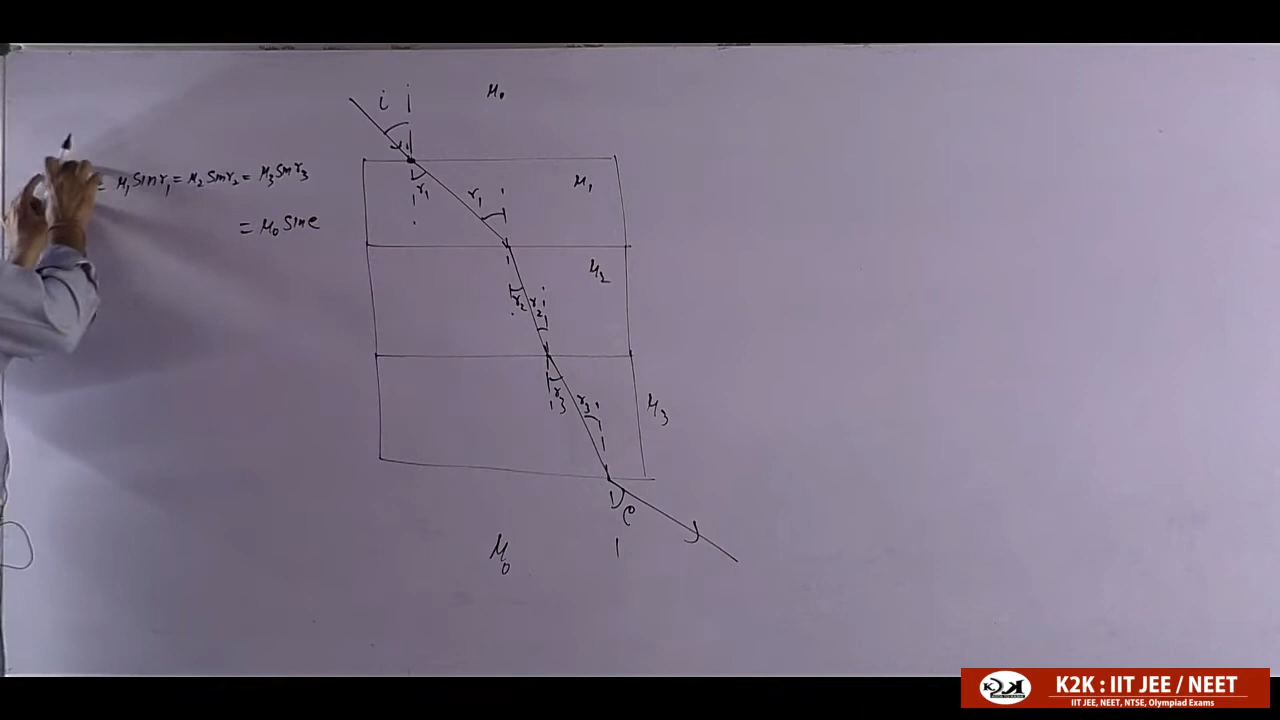 i
μ₀
= μ₁ Sin r₁ = μ₂ Sin r₂ = μ₃ Sin r₃
= μ₀ Sin e
r₁
r₁
μ₁
μ₂
r₂
r₂
r₃
r₃
μ₃
e
μ₀
K2K : IIT JEE / NEET
IIT JEE, NEET, NTSE, Olympiad Exams